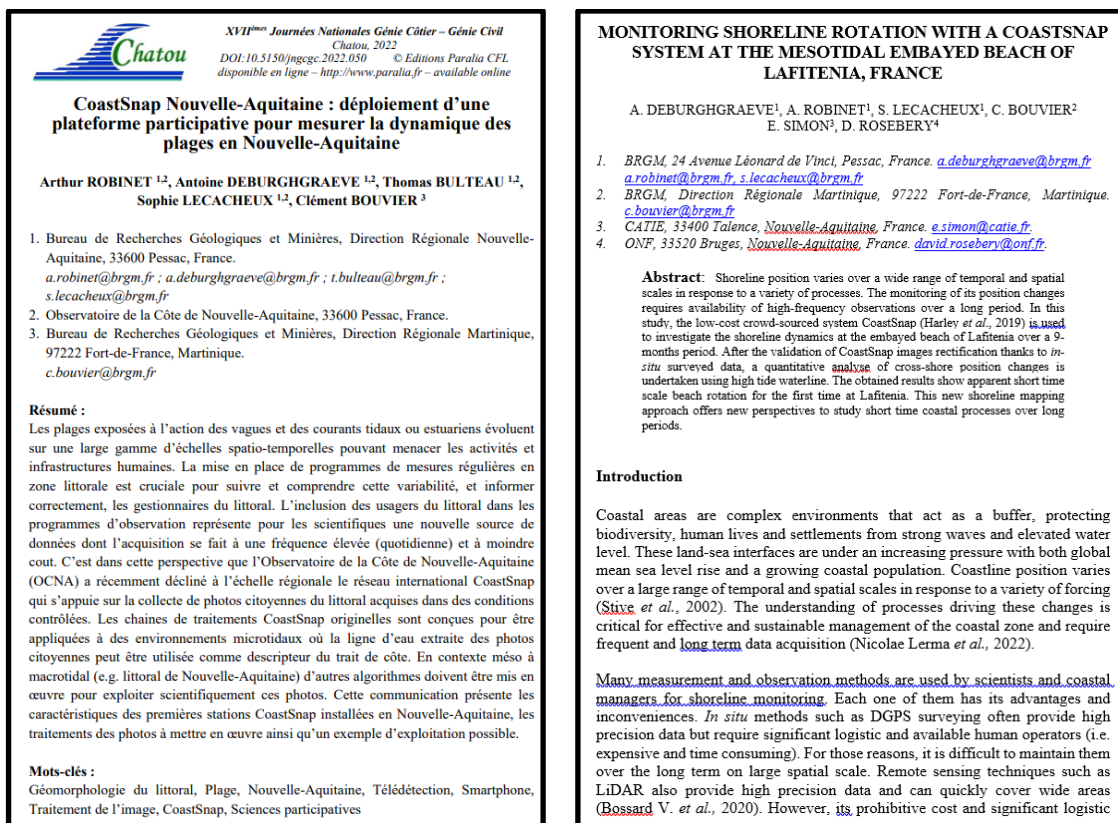 Chatou
XVIIèmes Journées Nationales Génie Côtier – Génie Civil
Chatou, 2022
DOI:10.5150/jngcgc.2022.050 © Editions Paralia CFL
disponible en ligne – http://www.paralia.fr – available online
CoastSnap Nouvelle-Aquitaine : déploiement d’une
plateforme participative pour mesurer la dynamique des
plages en Nouvelle-Aquitaine
Arthur ROBINET 1,2, Antoine DEBURGHGRAEVE 1,2, Thomas BULTEAU 1,2,
Sophie LECACHEUX 1,2, Clément BOUVIER 3
1. Bureau de Recherches Géologiques et Minières, Direction Régionale Nouvelle-
Aquitaine, 33600 Pessac, France.
a.robinet@brgm.fr ; a.deburghgraeve@brgm.fr ; t.bulteau@brgm.fr ;
s.lecacheux@brgm.fr
2. Observatoire de la Côte de Nouvelle-Aquitaine, 33600 Pessac, France.
3. Bureau de Recherches Géologiques et Minières, Direction Régionale Martinique,
97222 Fort-de-France, Martinique.
c.bouvier@brgm.fr
Résumé :
Les plages exposées à l’action des vagues et des courants tidaux ou estuariens évoluent
sur une large gamme d’échelles spatio-temporelles pouvant menacer les activités et
infrastructures humaines. La mise en place de programmes de mesures régulières en
zone littorale est cruciale pour suivre et comprendre cette variabilité, et informer
correctement, les gestionnaires du littoral. L’inclusion des usagers du littoral dans les
programmes d’observation représente pour les scientifiques une nouvelle source de
données dont l’acquisition se fait à une fréquence élevée (quotidienne) et à moindre
cout. C’est dans cette perspective que l’Observatoire de la Côte de Nouvelle-Aquitaine
(OCNA) a récemment décliné à l’échelle régionale le réseau international CoastSnap
qui s’appuie sur la collecte de photos citoyennes du littoral acquises dans des conditions
contrôlées. Les chaines de traitements CoastSnap originelles sont conçues pour être
appliquées à des environnements microtidaux où la ligne d’eau extraite des photos
citoyennes peut être utilisée comme descripteur du trait de côte. En contexte méso à
macrotidal (e.g. littoral de Nouvelle-Aquitaine) d’autres algorithmes doivent être mis en
œuvre pour exploiter scientifiquement ces photos. Cette communication présente les
caractéristiques des premières stations CoastSnap installées en Nouvelle-Aquitaine, les
traitements des photos à mettre en œuvre ainsi qu’un exemple d’exploitation possible.
Mots-clés :
Géomorphologie du littoral, Plage, Nouvelle-Aquitaine, Télédétection, Smartphone,
Traitement de l’image, CoastSnap, Sciences participatives
MONITORING SHORELINE ROTATION WITH A COASTSNAP
SYSTEM AT THE MESOTIDAL EMBAYED BEACH OF
LAFITENIA, FRANCE
A. DEBURGHGRAEVE1, A. ROBINET1, S. LECACHEUX1, C. BOUVIER2
E. SIMON3, D. ROSEBERY4
1. BRGM, 24 Avenue Léonard de Vinci, Pessac, France. a.deburghgraeve@brgm.fr
a.robinet@brgm.fr, s.lecacheux@brgm.fr
2. BRGM, Direction Régionale Martinique, 97222 Fort-de-France, Martinique.
c.bouvier@brgm.fr
3. CATIE, 33400 Talence, Nouvelle-Aquitaine, France. e.simon@catie.fr.
4. ONF, 33520 Bruges, Nouvelle-Aquitaine, France. david.rosebery@onf.fr.
Abstract: Shoreline position varies over a wide range of temporal and spatial
scales in response to a variety of processes. The monitoring of its position changes
requires availability of high-frequency observations over a long period. In this
study, the low-cost crowd-sourced system CoastSnap (Harley et al., 2019) is used
to investigate the shoreline dynamics at the embayed beach of Lafitenia over a 9-
months period. After the validation of CoastSnap images rectification thanks to in-
situ surveyed data, a quantitative analyse of cross-shore position changes is
undertaken using high tide waterline. The obtained results show apparent short time
scale beach rotation for the first time at Lafitenia. This new shoreline mapping
approach offers new perspectives to study short time coastal processes over long
periods.
Introduction
Coastal areas are complex environments that act as a buffer, protecting
biodiversity, human lives and settlements from strong waves and elevated water
level. These land-sea interfaces are under an increasing pressure with both global
mean sea level rise and a growing coastal population. Coastline position varies
over a large range of temporal and spatial scales in response to a variety of forcing
(Stive et al., 2002). The understanding of processes driving these changes is
critical for effective and sustainable management of the coastal zone and require
frequent and long term data acquisition (Nicolae Lerma et al., 2022).
Many measurement and observation methods are used by scientists and coastal
managers for shoreline monitoring. Each one of them has its advantages and
inconveniences. In situ methods such as DGPS surveying often provide high
precision data but require significant logistic and available human operators (i.e.
expensive and time consuming). For those reasons, it is difficult to maintain them
over the long term on large spatial scale. Remote sensing techniques such as
LiDAR also provide high precision data and can quickly cover wide areas
(Bossard V. et al., 2020). However, its prohibitive cost and significant logistic